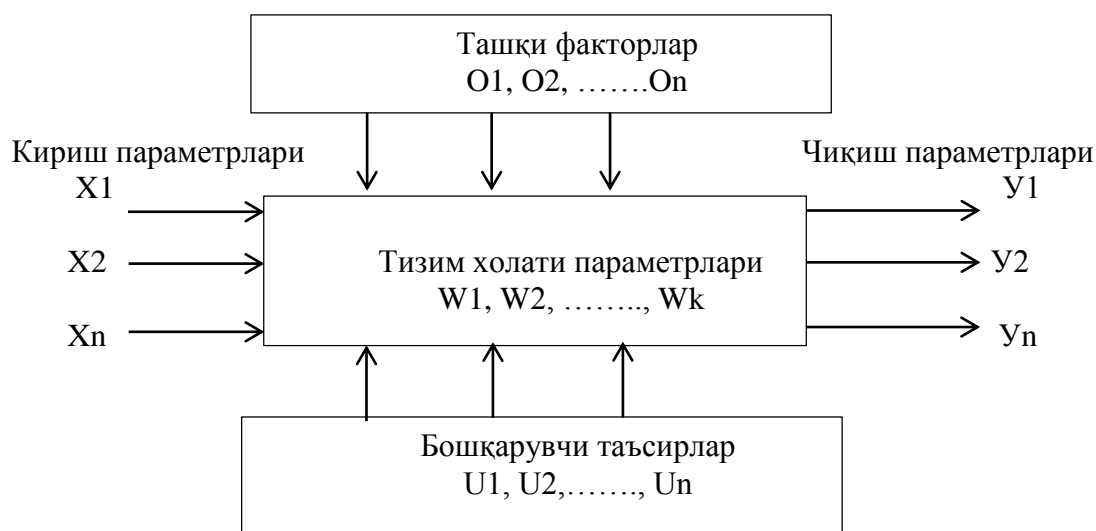 Ташқи факторлар
O1, O2, …….On
Кириш параметрлари
X1
X2
Xn
Тизим холати параметрлари
W1, W2, …….., Wk
Чиқиш параметрлари
У1
У2
Уn
Бошқарувчи таъсирлар
U1, U2,……., Un